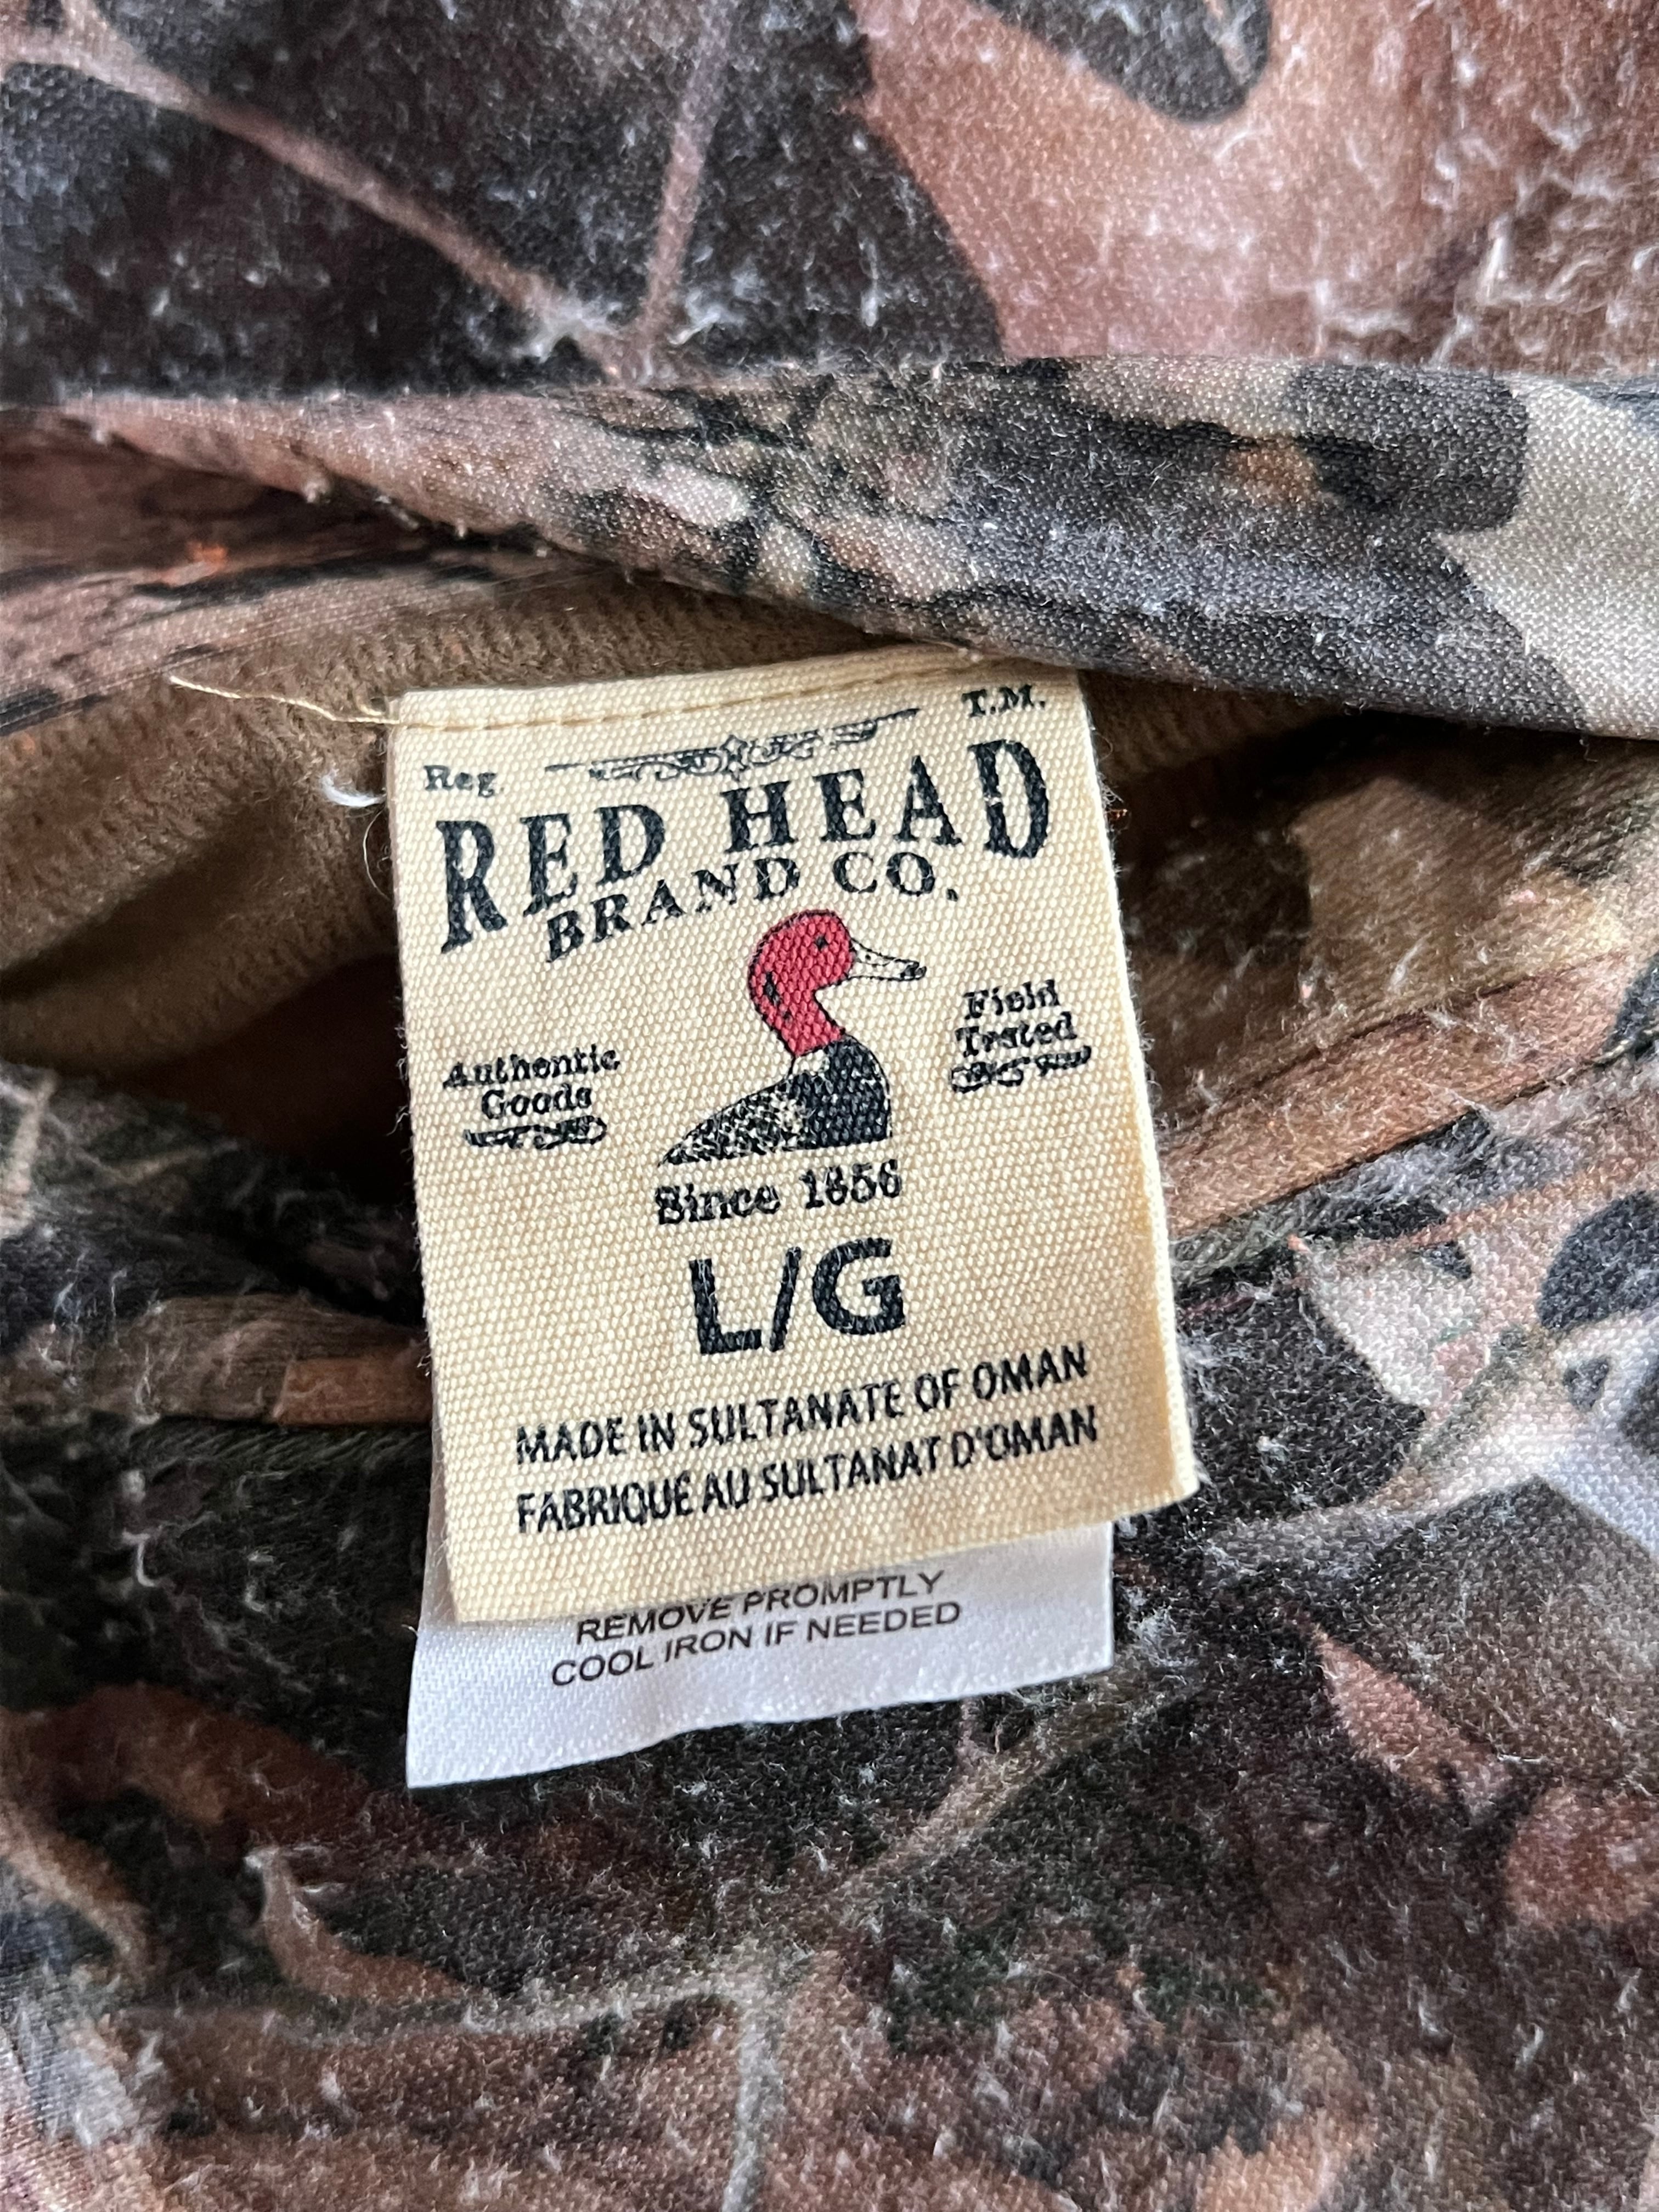 T.M.
Reg
RED HEAD
BRAND CO.
Field
Tested
Authentic
Goods
Since 1856
L/G
MADE IN SULTANATE OF OMAN
FABRIQUE AU SULTANAT D'OMAN
REMOVE PROMPTLY
COOL IRON IF NEEDED